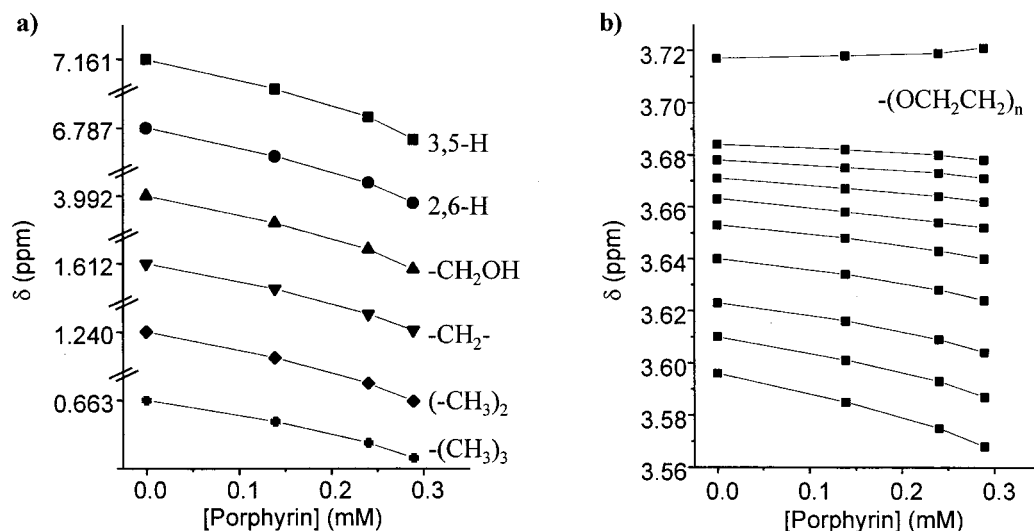 a)
7.161
6.787
3.992
1.612
1.240
0.663
δ (ppm)
3,5-H
2,6-H
-CH₂OH
-CH₂-
(-CH₃)₂
-(CH₃)₃
0.0 0.1 0.2 0.3
[Porphyrin] (mM)
b)
3.72
3.70
3.68
3.66
3.64
3.62
3.60
3.58
3.56
δ (ppm)
-(OCH₂CH₂)ₙ
0.0 0.1 0.2 0.3
[Porphyrin] (mM)